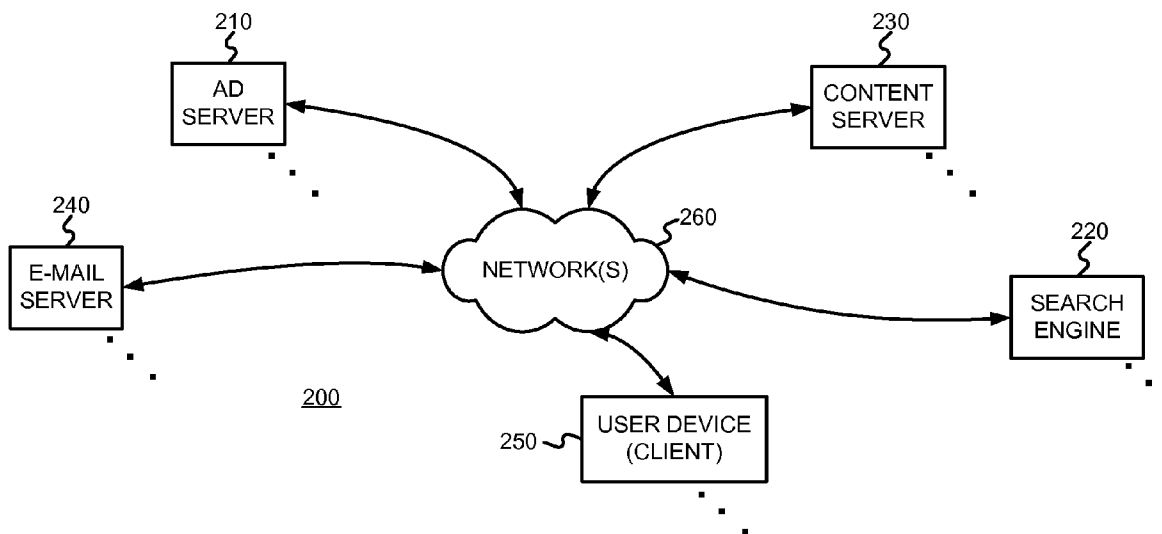 210
AD
SERVER
230
CONTENT
SERVER
240
E-MAIL
SERVER
260
NETWORK(S)
220
SEARCH
ENGINE
200
250
USER DEVICE
(CLIENT)